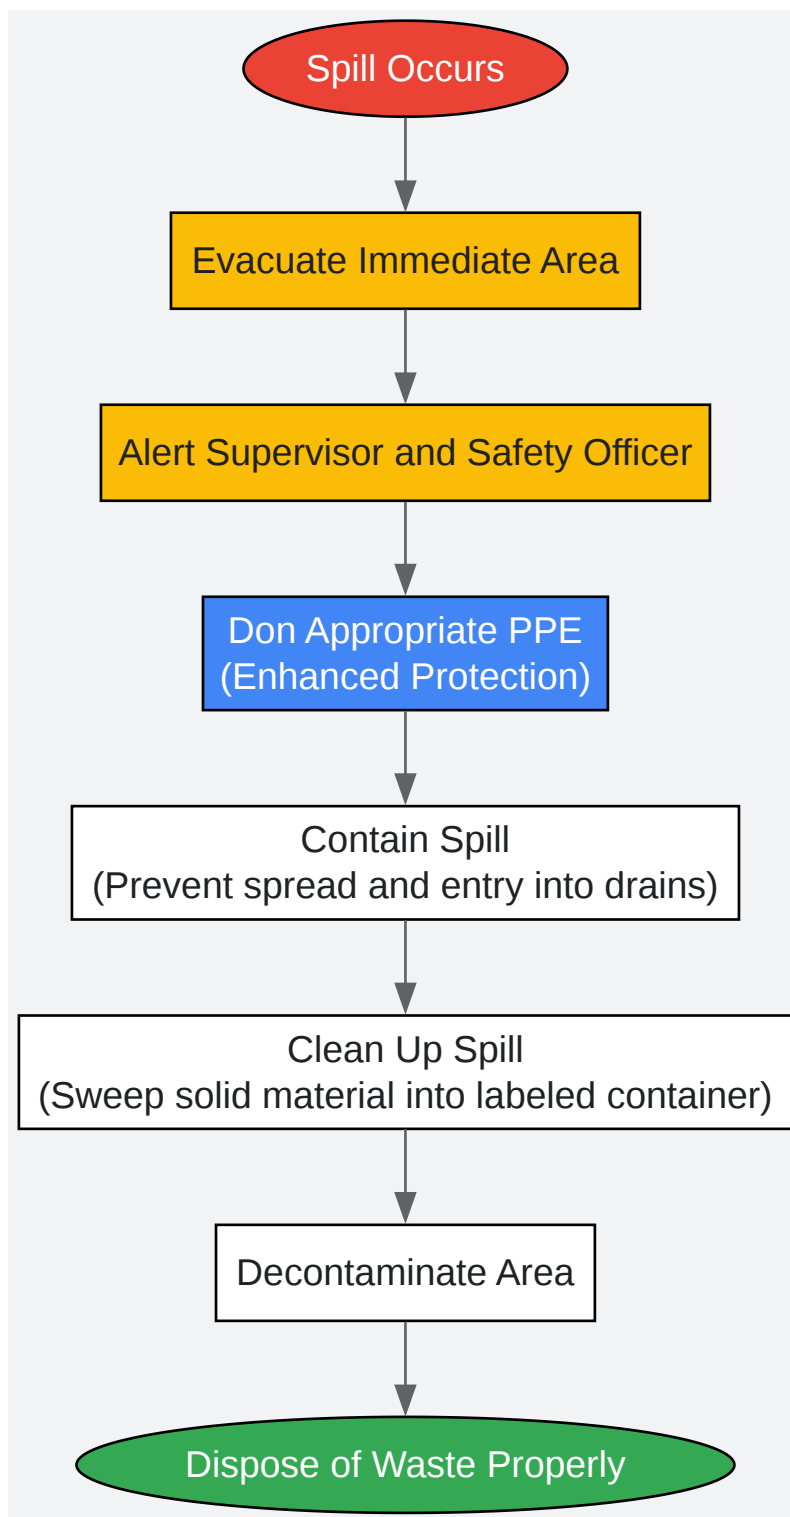 Spill Occurs
Evacuate Immediate Area
Alert Supervisor and Safety Officer
Don Appropriate PPE
(Enhanced Protection)
Contain Spill
(Prevent spread and entry into drains)
Clean Up Spill
(Sweep solid material into labeled container)
Decontaminate Area
Dispose of Waste Properly